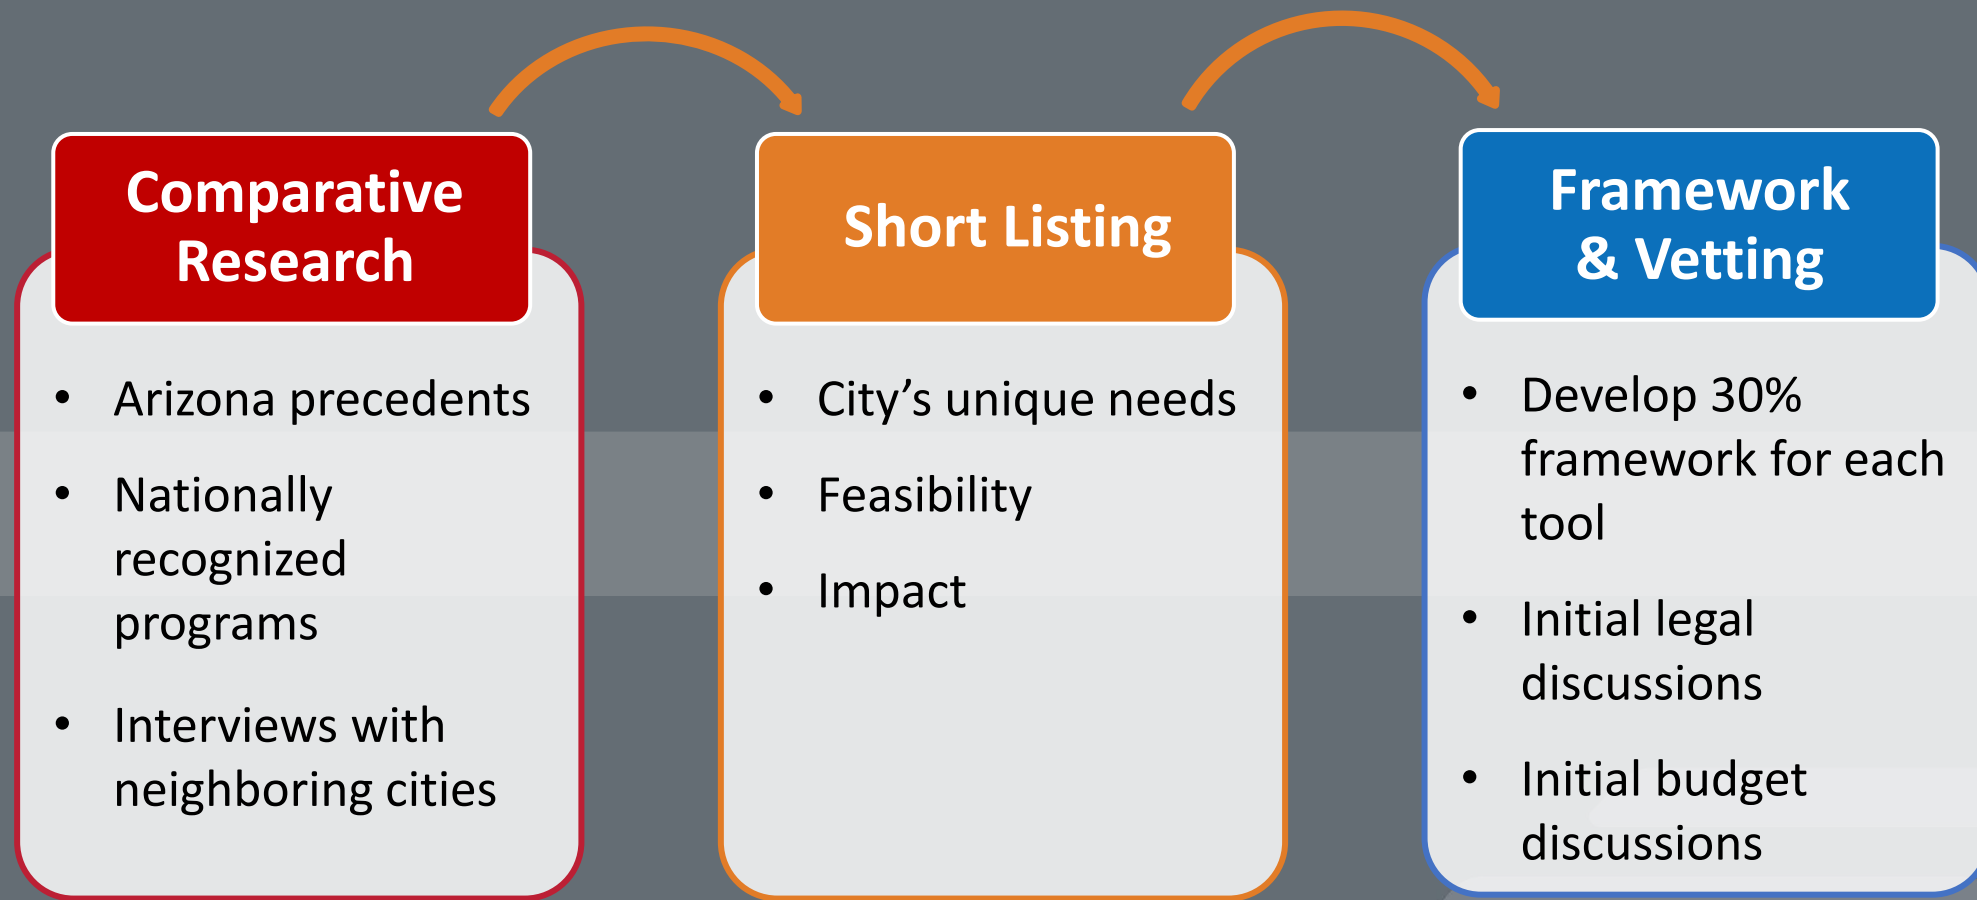 Comparative
Research
• Arizona precedents
• Nationally
recognized
programs
• Interviews with
neighboring cities
Short Listing
• City’s unique needs
• Feasibility
• Impact
Framework
& Vetting
• Develop 30%
framework for each
tool
• Initial legal
discussions
• Initial budget
discussions